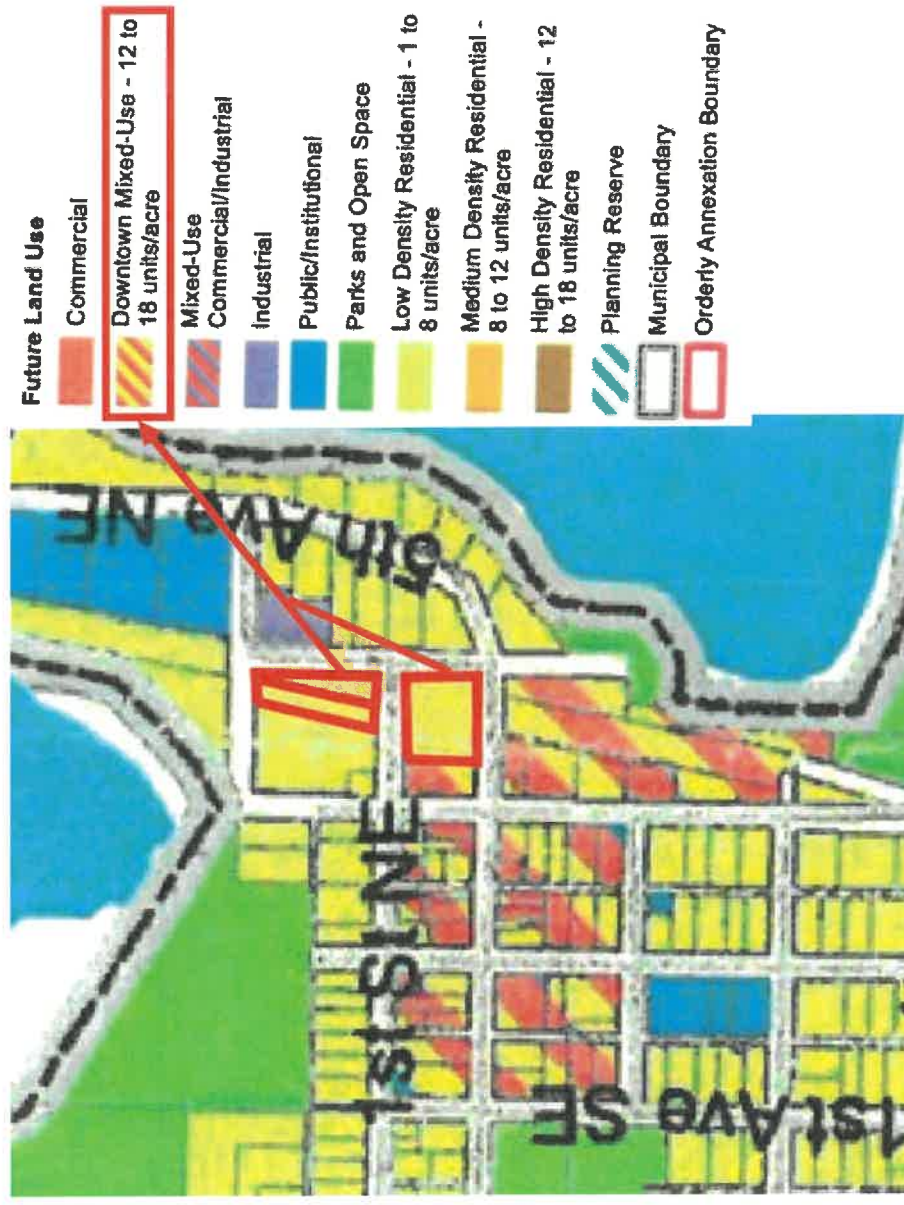 Future Land Use
Commercial
Downtown Mixed-Use - 12 to
18 units/acre
Mixed-Use
Commercial/Industrial
Industrial
Public/Institutional
Parks and Open Space
Low Density Residential - 1 to
8 units/acre
Medium Density Residential -
8 to 12 units/acre
High Density Residential - 12
to 18 units/acre
Planning Reserve
Municipal Boundary
Orderly Annexation Boundary
5th Ave NE
1st St NE
1st Ave SE